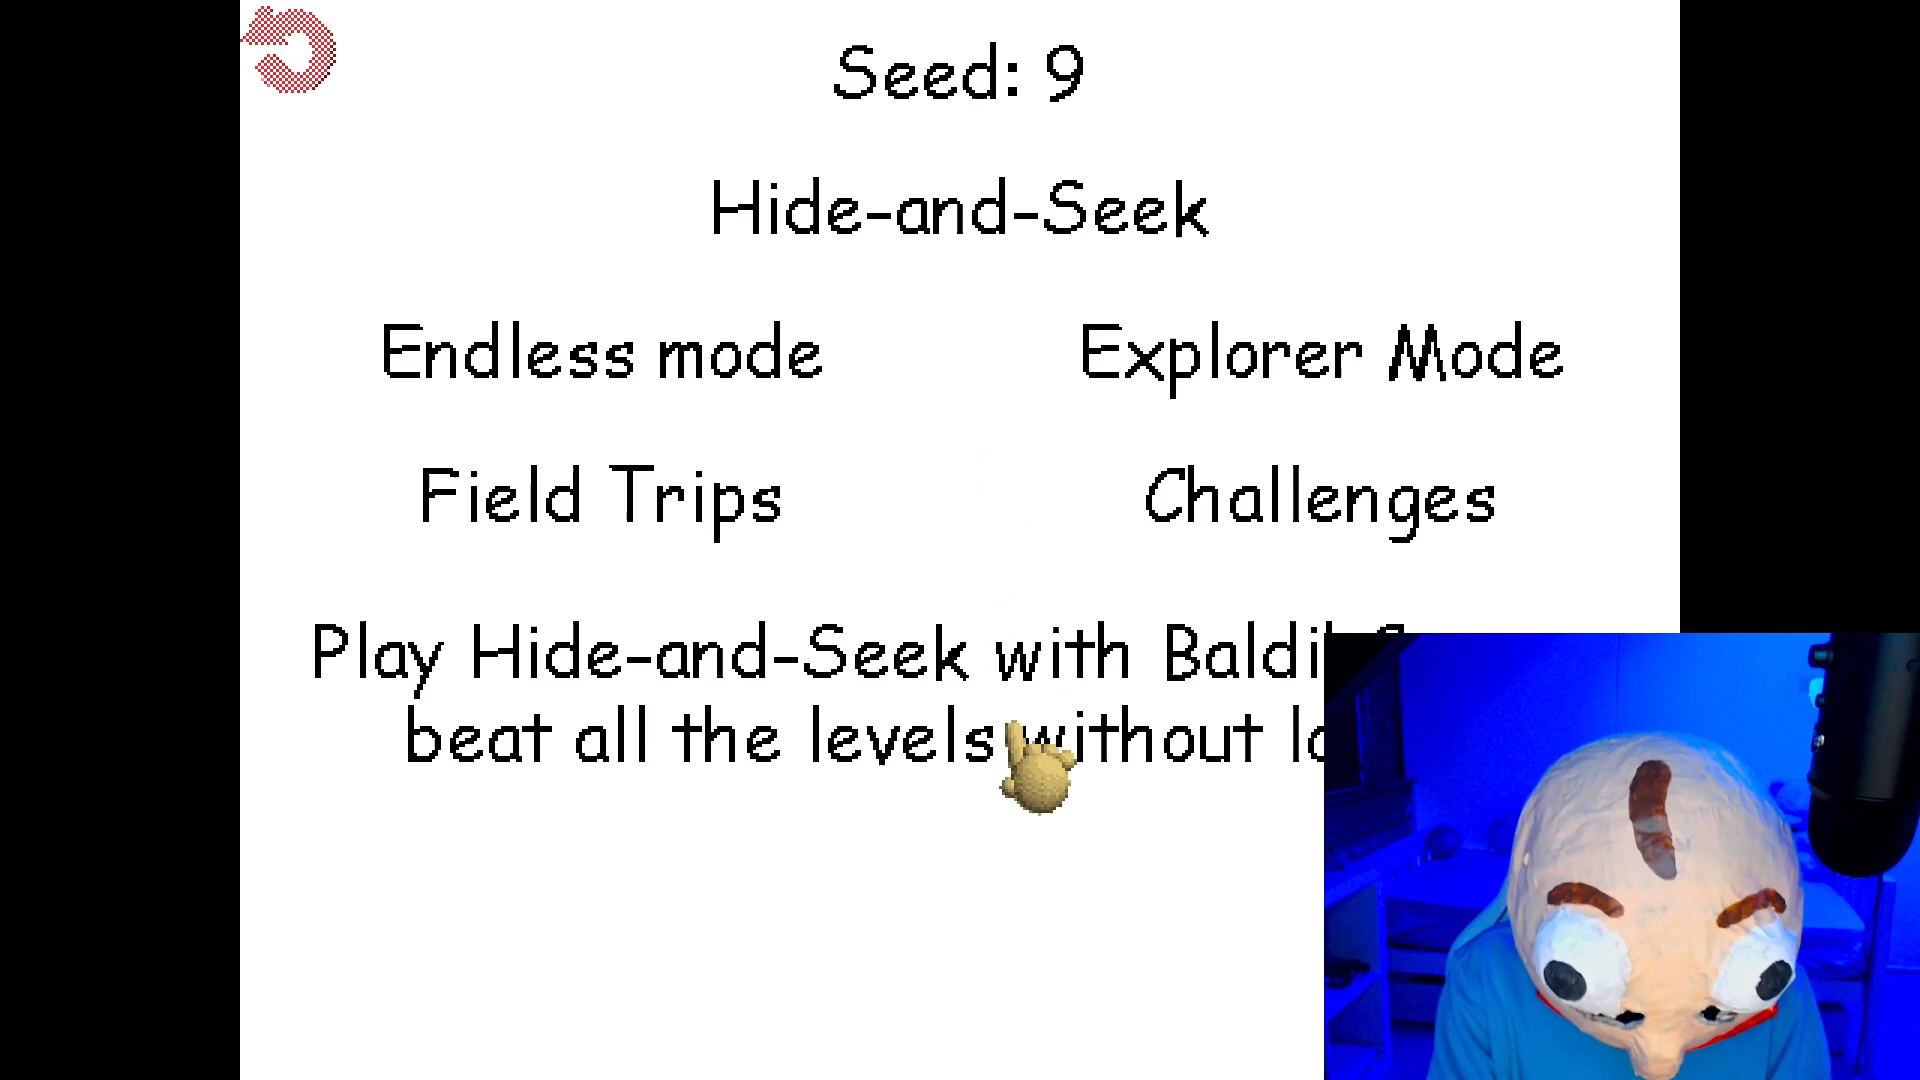 Seed: 9
Hide-and-Seek
Endless mode
Explorer Mode
Field Trips
Challenges
Play Hide-and-Seek with Baldi
beat all the levels without